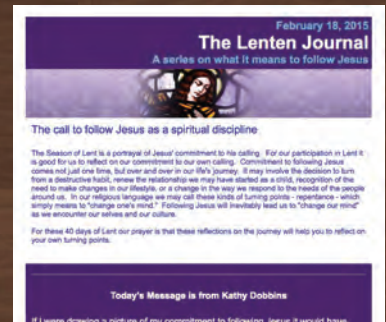 February 18, 2015
The Lenten Journal
A series on what it means to follow Jesus
The call to follow Jesus as a spiritual discipline
The Season of Lent is a portrayal of Jesus' commitment to his calling. For our participation in Lent it
is good for us to reflect on our commitment to our own calling. Commitment to following Jesus
comes not just one time, but over and over in our life's journey. It may involve the decision to turn
from a destructive habit, renew the relationship we may have started as a child, recognition of the
need to make changes in our lifestyle, or a change in the way we respond to the needs of the people
around us. In our religious language we may call these kinds of turning points - repentance - which
simply means to "change one's mind." Following Jesus will inevitably lead us to "change our mind"
as we encounter our selves and our culture.
For these 40 days of Lent our prayer is that these reflections on the journey will help you to reflect on
your own turning points.
Today's Message is from Kathy Dobbins
If I were drawing a picture of my commitment to following Jesus it would have